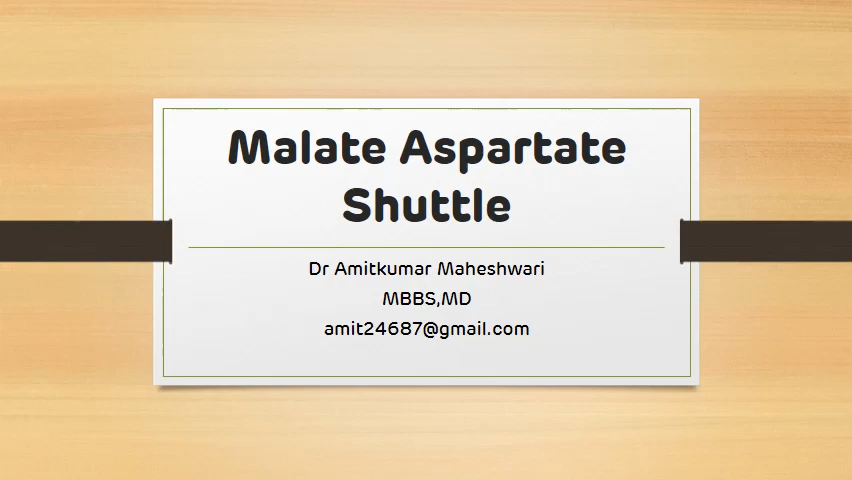 Malate Aspartate
Shuttle
Dr Amitkumar Maheshwari
MBBS,MD
amit24687@gmail.com